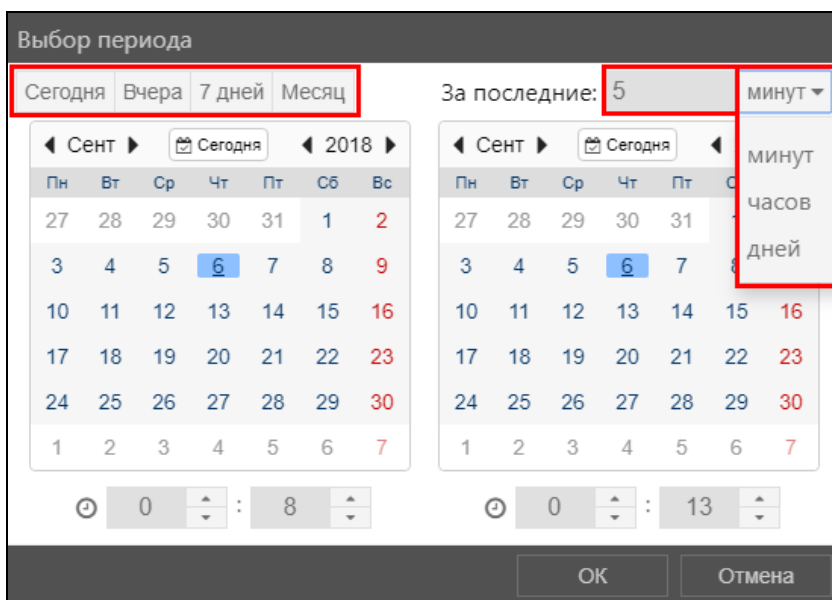 Выбор периода
Сегодня Вчера 7 дней Месяц За последние: 5 минут
минут
часов
дней
Сент Сегодня 2018
Пн Вт Ср Чт Пт Сб Вс
27 28 29 30 31 1 2
3 4 5 6 7 8 9
10 11 12 13 14 15 16
17 18 19 20 21 22 23
24 25 26 27 28 29 30
1 2 3 4 5 6 7
0 : 8
Сент Сегодня
Пн Вт Ср Чт Пт
27 28 29 30 31
3 4 5 6 7
10 11 12 13 14 15 16
17 18 19 20 21 22 23
24 25 26 27 28 29 30
1 2 3 4 5 6 7
0 : 13
ОК Отмена